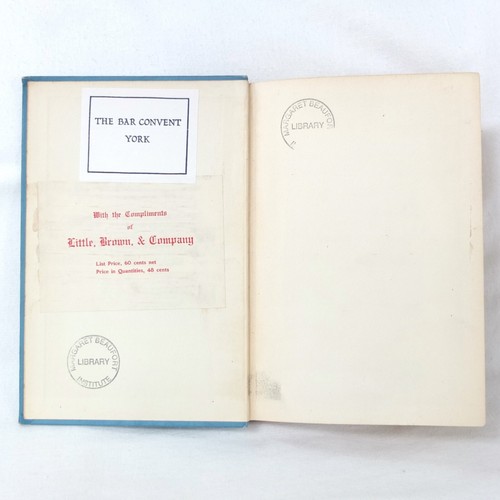 THE BAR CONVENT
YORK
With the Compliments
of
Little, Brown, & Company
List Price, 60 cents net
Price in Quantities, 48 cents
MARGARET BEAUFORT
LIBRARY
INSTITUTE
MARGARET BEAUFORT
LIBRARY